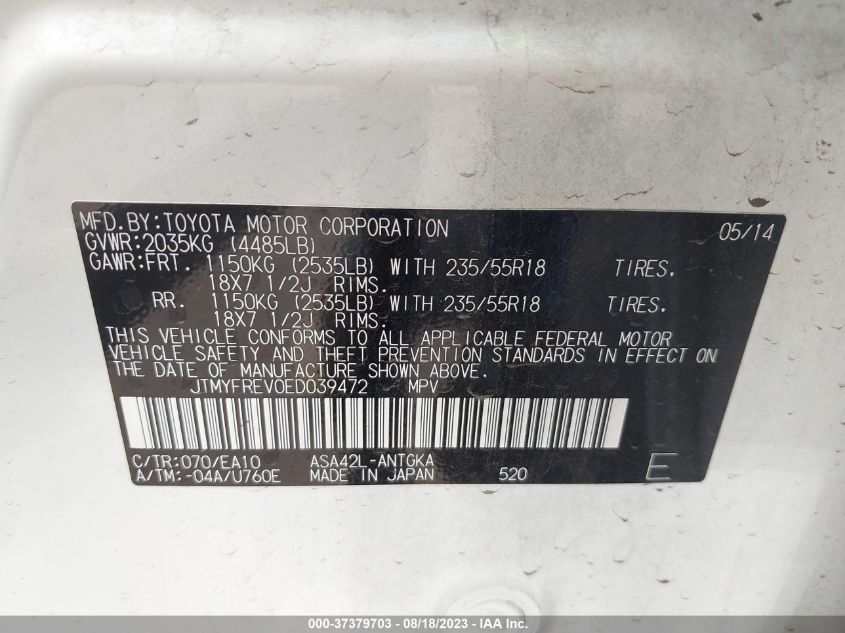 MFD.BY:TOYOTA MOTOR CORPORATION 05/14
GVWR:2035KG (4485LB)
GAWR:FRT. 1150KG (2535LB) WITH 235/55R18 TIRES.
18X7 1/2J RIMS.
RR. 1150KG (2535LB) WITH 235/55R18 TIRES.
18X7 1/2J RIMS.
THIS VEHICLE CONFORMS TO ALL APPLICABLE FEDERAL MOTOR
VEHICLE SAFETY AND THEFT PREVENTION STANDARDS IN EFFECT ON
THE DATE OF MANUFACTURE SHOWN ABOVE.
JTMYFREV0ED039472 MPV
C/TR:070/EA10 ASA42L-ANTGKA
A/TM:-04A/U760E MADE IN JAPAN 520 E
000-37379703 - 08/18/2023 - IAA Inc.